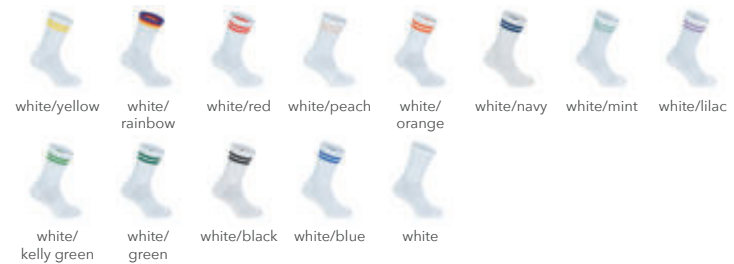 white/yellow
white/
rainbow
white/red
white/peach
white/
orange
white/navy
white/mint
white/lilac
white/
kelly green
white/
green
white/black
white/blue
white